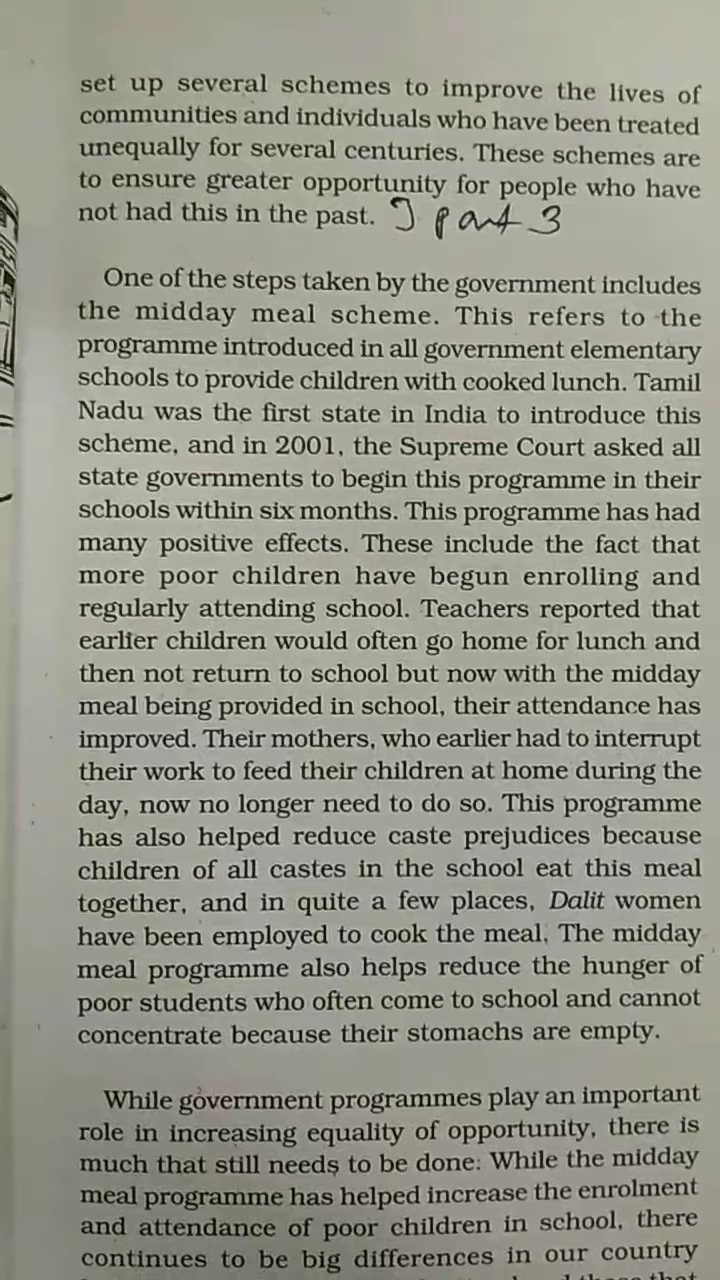 set up several schemes to improve the lives of
communities and individuals who have been treated
unequally for several centuries. These schemes are
to ensure greater opportunity for people who have
not had this in the past. ] part 3
One of the steps taken by the government includes
the midday meal scheme. This refers to the
programme introduced in all government elementary
schools to provide children with cooked lunch. Tamil
Nadu was the first state in India to introduce this
scheme, and in 2001, the Supreme Court asked all
state governments to begin this programme in their
schools within six months. This programme has had
many positive effects. These include the fact that
more poor children have begun enrolling and
regularly attending school. Teachers reported that
earlier children would often go home for lunch and
then not return to school but now with the midday
meal being provided in school, their attendance has
improved. Their mothers, who earlier had to interrupt
their work to feed their children at home during the
day, now no longer need to do so. This programme
has also helped reduce caste prejudices because
children of all castes in the school eat this meal
together, and in quite a few places, Dalit women
have been employed to cook the meal. The midday
meal programme also helps reduce the hunger of
poor students who often come to school and cannot
concentrate because their stomachs are empty.
While government programmes play an important
role in increasing equality of opportunity, there is
much that still needs to be done. While the midday
meal programme has helped increase the enrolment
and attendance of poor children in school, there
continues to be big differences in our country